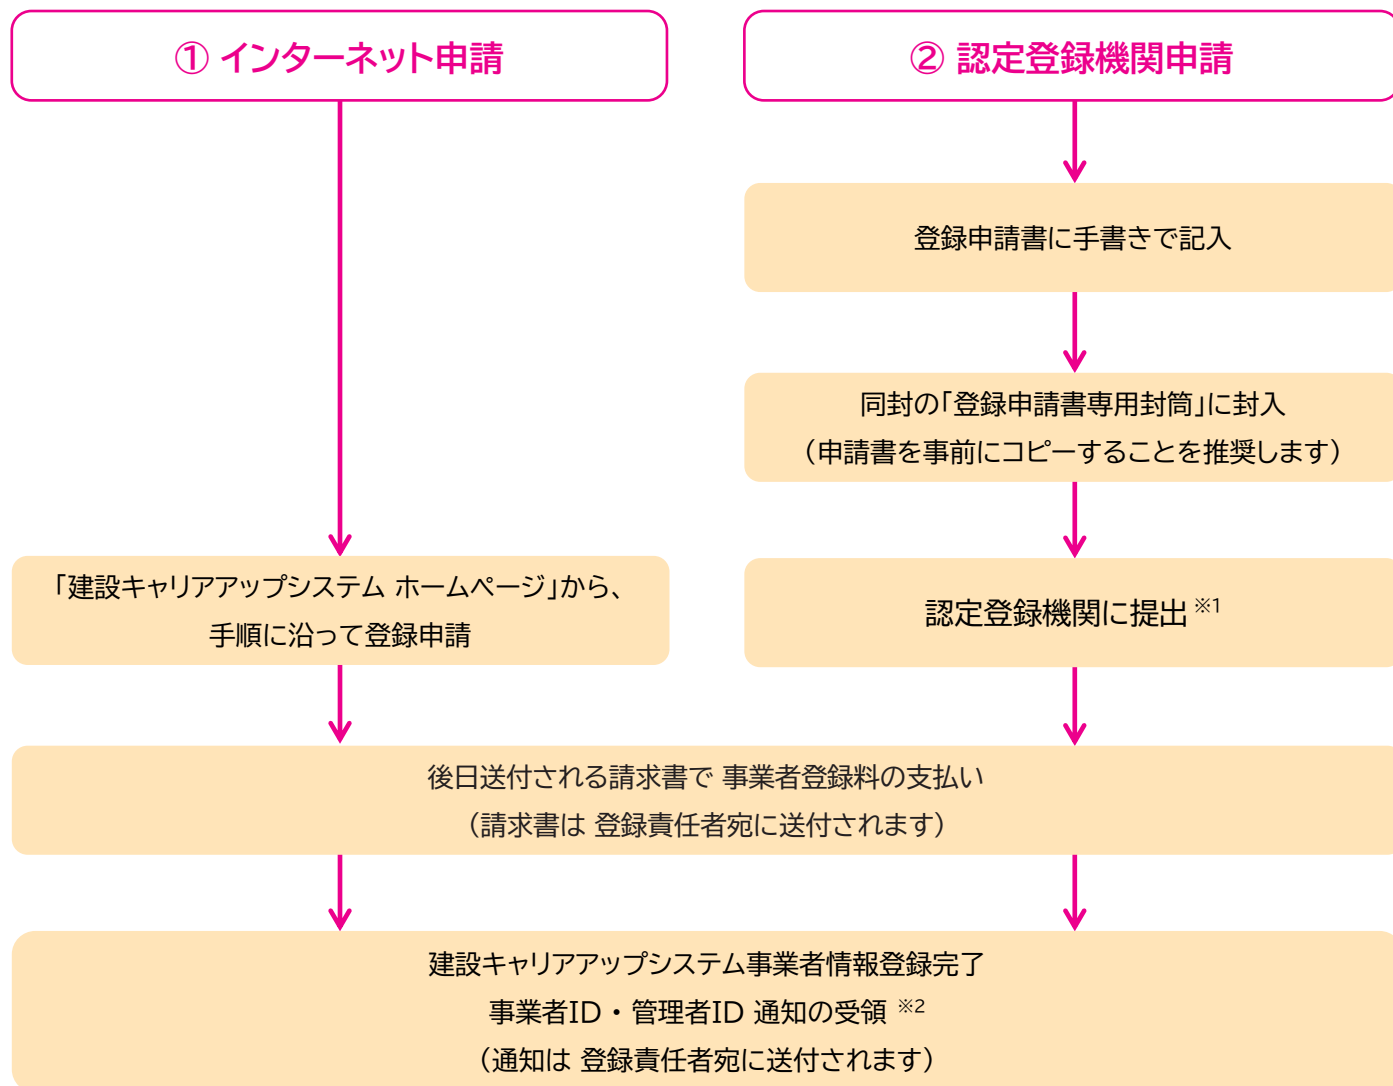 ① インターネット申請
② 認定登録機関申請
登録申請書に手書きで記入
同封の「登録申請書専用封筒」に封入
（申請書を事前にコピーすることを推奨します）
「建設キャリアアップシステム ホームページ」から、
手順に沿って登録申請
認定登録機関に提出 ※1
後日送付される請求書で 事業者登録料の支払い
（請求書は 登録責任者宛に送付されます）
建設キャリアアップシステム事業者情報登録完了
事業者ID・管理者ID 通知の受領 ※2
（通知は 登録責任者宛に送付されます）